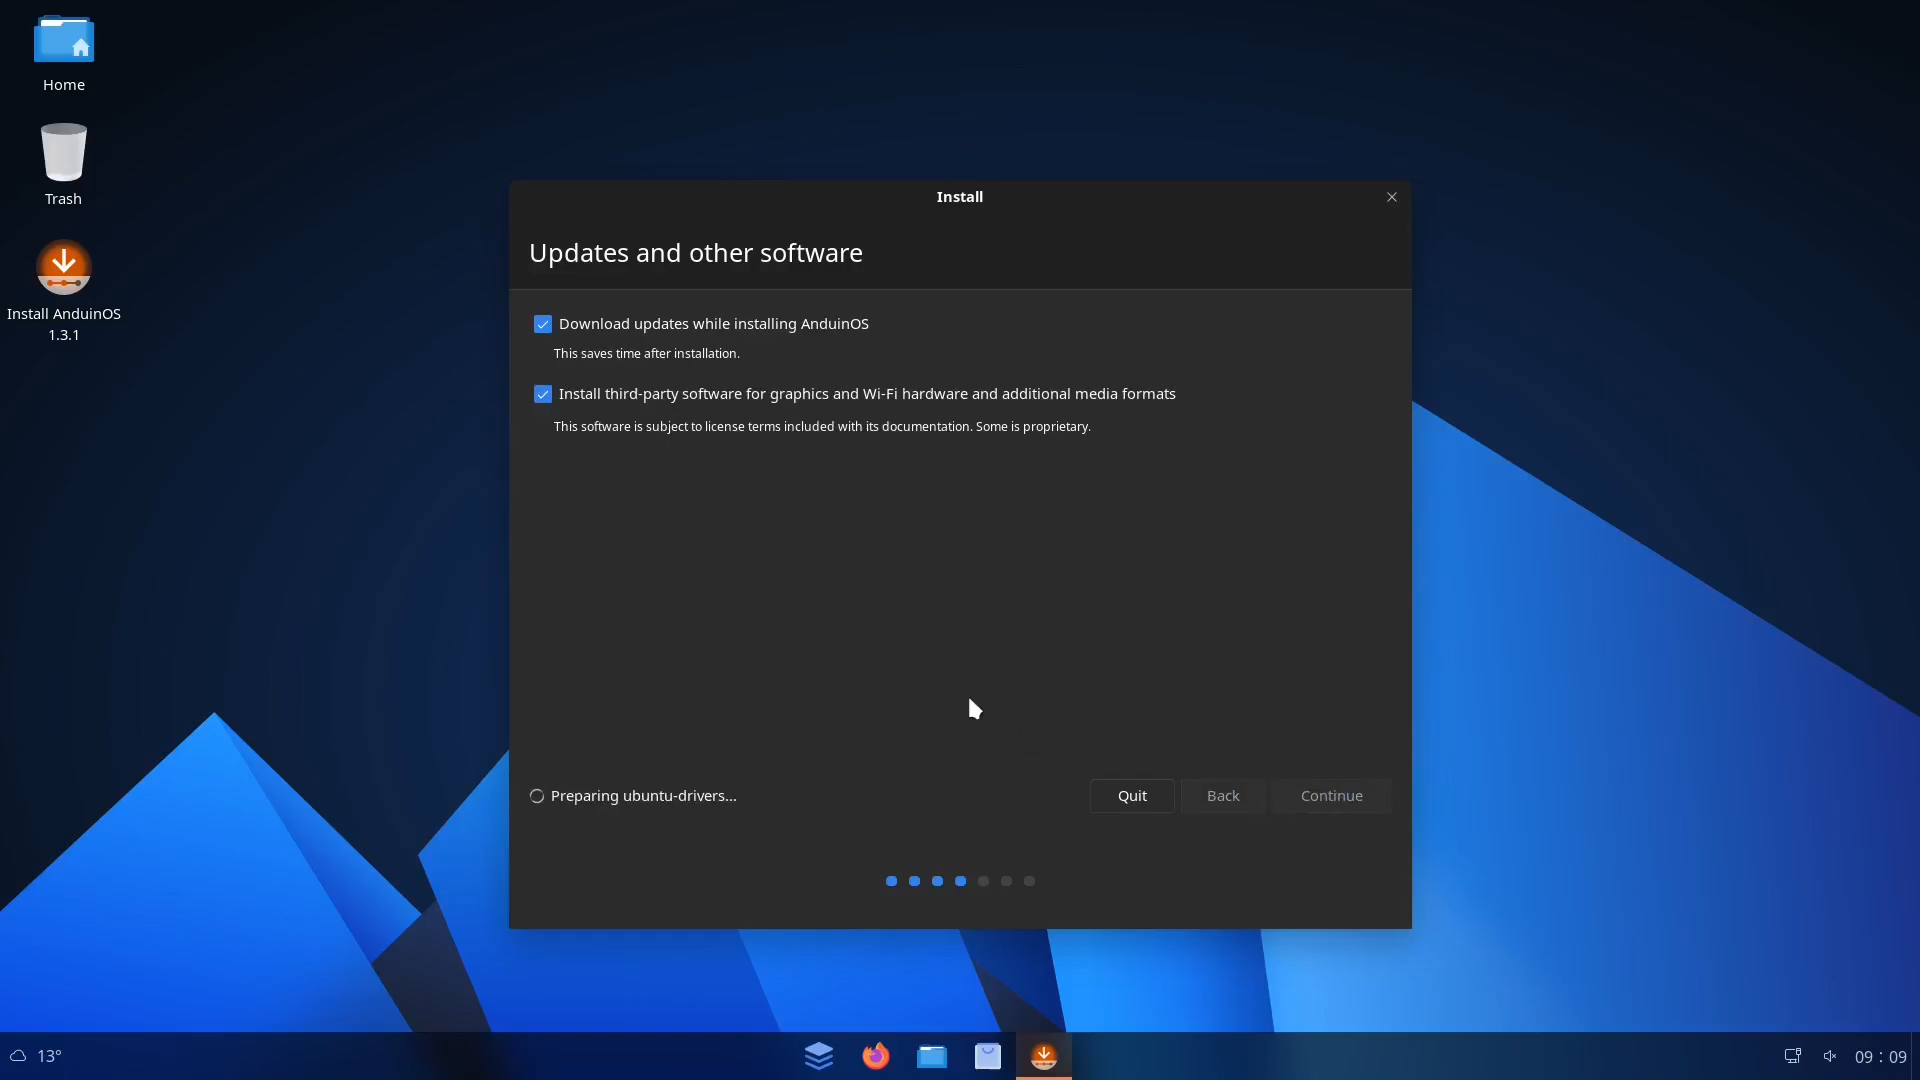 Home
Trash
Install AnduinOS
1.3.1
Install
Updates and other software
Download updates while installing AnduinOS
This saves time after installation.
Install third-party software for graphics and Wi-Fi hardware and additional media formats
This software is subject to license terms included with its documentation. Some is proprietary.
Preparing ubuntu-drivers...
Quit
Back
Continue
13°
09 : 09